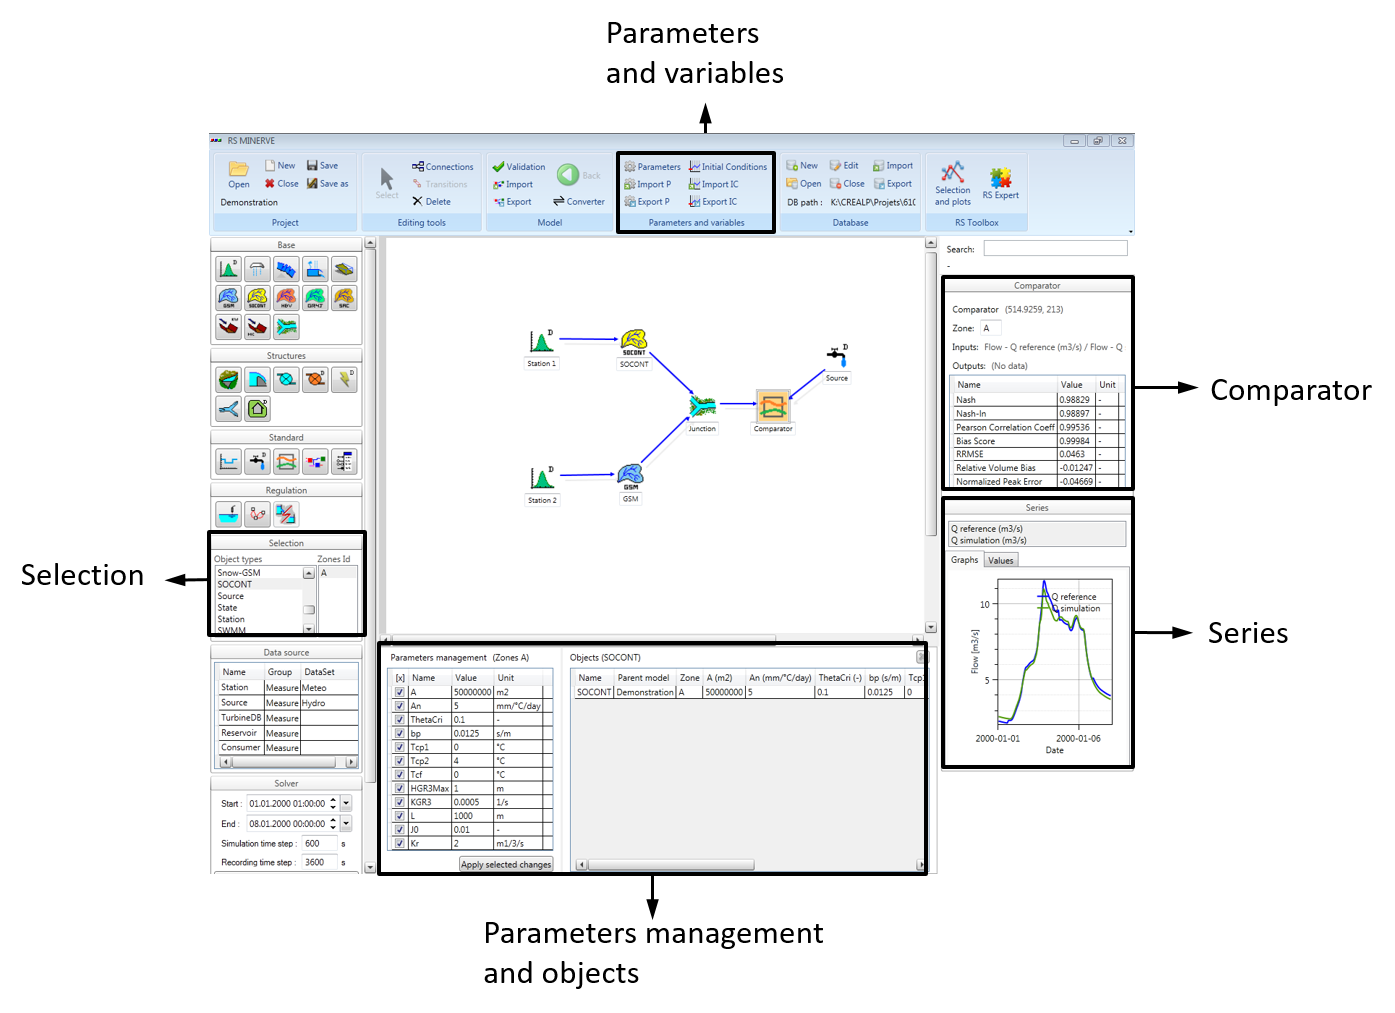 Parameters
and variables
RS MINERVE
Open
New
Save
Close
Save as
Demonstration
Project
Select
Connections
Transitions
Delete
Editing tools
Validation
Import
Export
Back
Converter
Model
Parameters
Initial Conditions
Import P
Import IC
Export P
Export IC
Parameters and variables
New
Edit
Import
Open
Close
Export
DB path : K:\CREALP\Projets\61(
Database
Selection
and plots
RS Expert
RS Toolbox
Base
D
GSM
SOCONT
HBV
GR4J
SAC
KW
Structures
D
D
D
Standard
D
Regulation
Selection
Object types
Zones Id
Snow-GSM
A
SOCONT
Source
State
Station
SWMM
Selection
Data source
Name Group DataSet
Station Measure Meteo
Source Measure Hydro
TurbineDB Measure
Reservoir Measure
Consumer Measure
Solver
Start : 01.01.2000 01:00:00
End : 08.01.2000 00:00:00
Simulation time step : 600 s
Recording time step : 3600 s
D
Station 1
SOCONT
SOCONT
D
Source
Junction
Comparator
D
Station 2
GSM
GSM
Search:
-
Comparator
Comparator (514.9259, 213)
Zone: A
Inputs: Flow - Q reference (m3/s) / Flow - Q
Outputs: (No data)
Name Value Unit
Nash 0.98829 -
Nash-ln 0.98897 -
Pearson Correlation Coeff 0.99536 -
Bias Score 0.99984 -
RRMSE 0.0463 -
Relative Volume Bias -0.01247 -
Normalized Peak Error -0.04669 -
Comparator
Series
Q reference (m3/s)
Q simulation (m3/s)
Graphs Values
Q reference
Q simulation
10
5
Flow [m3/s]
2000-01-01 2000-01-06
Date
Series
Parameters management (Zones A)
[x] Name Value Unit
A 50000000 m2
An 5 mm/°C/day
ThetaCri 0.1 -
bp 0.0125 s/m
Tcp1 0 °C
Tcp2 4 °C
Tcf 0 °C
HGR3Max 1 m
KGR3 0.0005 1/s
L 1000 m
J0 0.01 -
Kr 2 m1/3/s
Apply selected changes
Objects (SOCONT)
Name Parent model Zone A (m2) An (mm/°C/day) ThetaCri (-) bp (s/m) Tcp1
SOCONT Demonstration A 50000000 5 0.1 0.0125 0
Parameters management
and objects